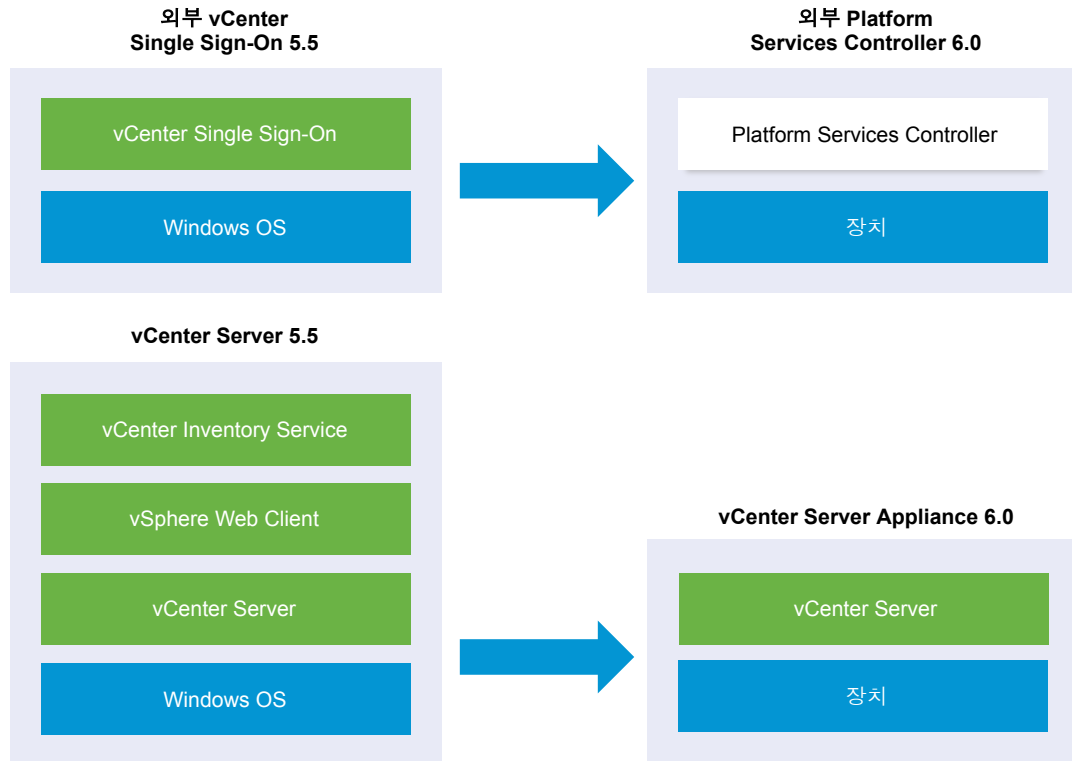 외부 vCenter
Single Sign-On 5.5
vCenter Single Sign-On
Windows OS
외부 Platform
Services Controller 6.0
Platform Services Controller
장치
vCenter Server 5.5
vCenter Inventory Service
vSphere Web Client
vCenter Server
Windows OS
vCenter Server Appliance 6.0
vCenter Server
장치